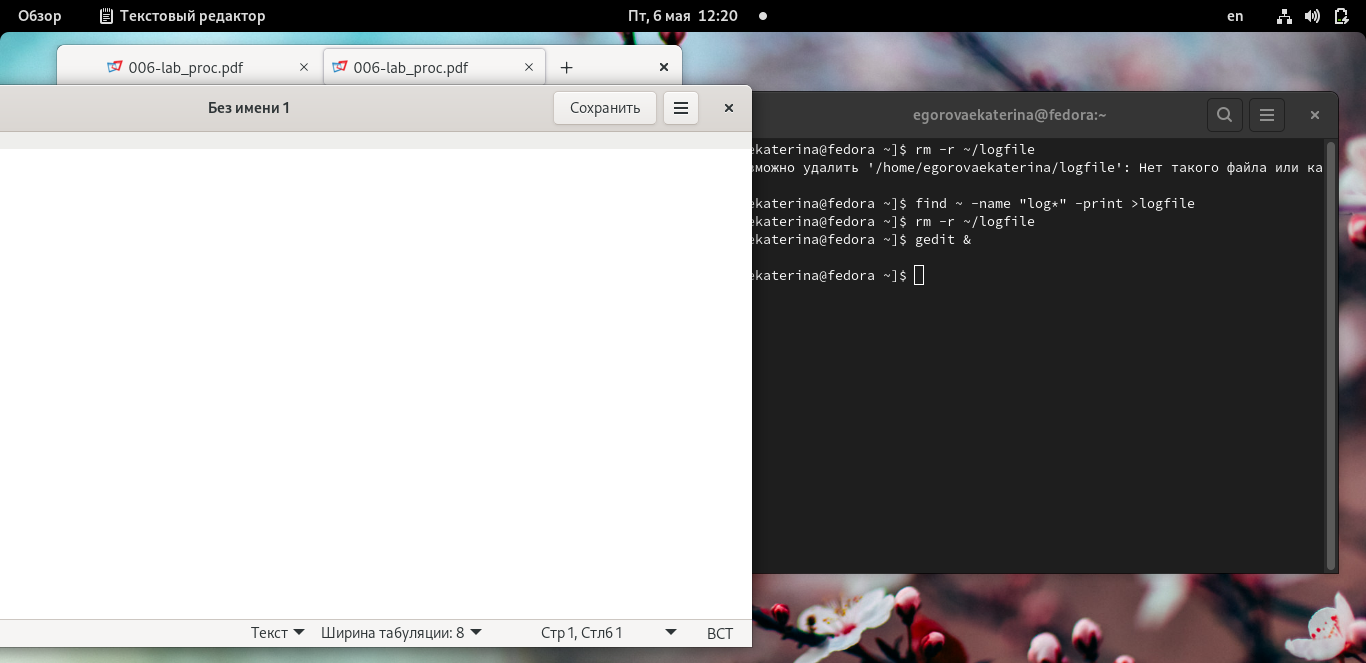 Обзор Текстовый редактор Пт, 6 мая 12:20 en
006-lab_proc.pdf 006-lab_proc.pdf
Без имени 1 Сохранить
egorovaekaterina@fedora:~
ekaterina@fedora ~]$ rm -r ~/logfile
зможно удалить '/home/egorovaekaterina/logfile': Нет такого файла или ка
ekaterina@fedora ~]$ find ~ -name "log*" -print >logfile
ekaterina@fedora ~]$ rm -r ~/logfile
ekaterina@fedora ~]$ gedit &
ekaterina@fedora ~]$
Текст Ширина табуляции: 8 Стр 1, Стлб 1 ВСТ